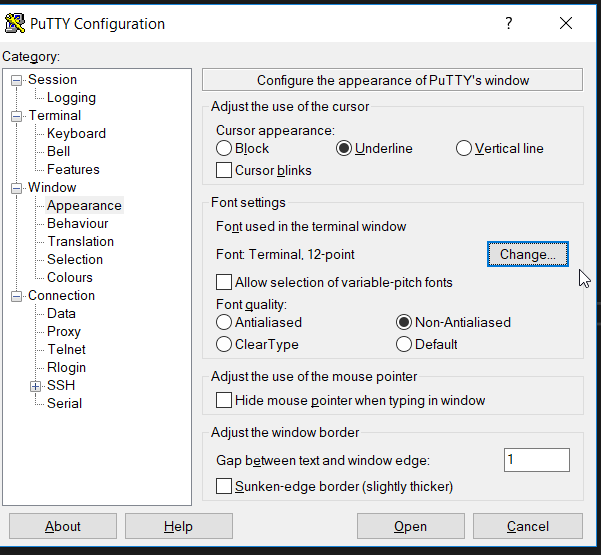 PuTTY Configuration
?
Category:
Session
Logging
Terminal
Keyboard
Bell
Features
Window
Appearance
Behaviour
Translation
Selection
Colours
Connection
Data
Proxy
Telnet
Rlogin
SSH
Serial
Configure the appearance of PuTTY's window
Adjust the use of the cursor
Cursor appearance:
Block Underline Vertical line
Cursor blinks
Font settings
Font used in the terminal window
Font: Terminal, 12-point Change...
Allow selection of variable-pitch fonts
Font quality:
Antialiased Non-Antialiased
ClearType Default
Adjust the use of the mouse pointer
Hide mouse pointer when typing in window
Adjust the window border
Gap between text and window edge: 1
Sunken-edge border (slightly thicker)
About Help Open Cancel